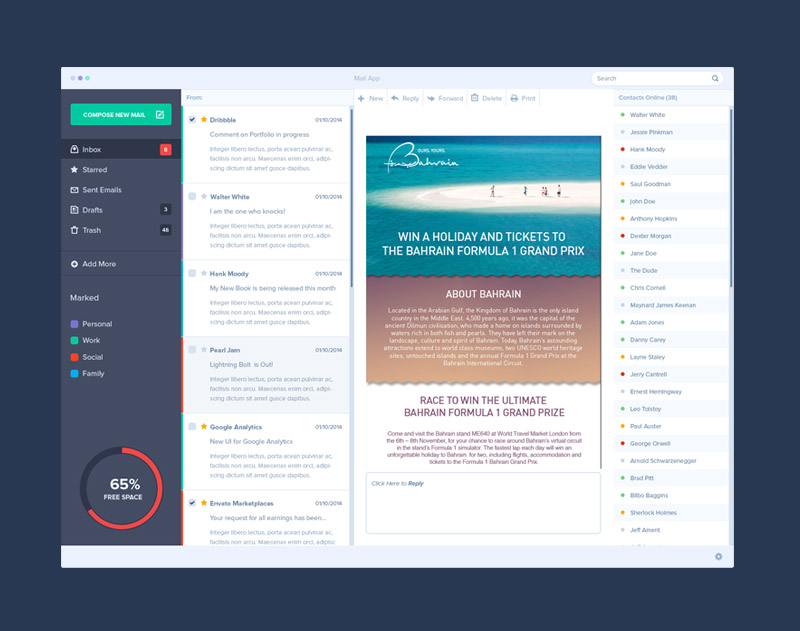 Mail App
Search
COMPOSE NEW MAIL
Inbox
8
Starred
Sent Emails
Drafts
3
Trash
48
Add More
Marked
Personal
Work
Social
Family
65%
FREE SPACE
From:
Dribbble
01/10/2014
Comment on Portfolio in progress
Integer libero lectus, porta acean pulvinar ac,
facilisis non arcu. Maecenas enim orci, adipi-
scing dictum sit amet gusce dapibus.
Walter White
01/10/2014
I am the one who knocks!
Integer libero lectus, porta acean pulvinar ac,
facilisis non arcu. Maecenas enim orci, adipi-
scing dictum sit amet gusce dapibus.
Hank Moody
01/10/2014
My New Book is being released this month
Integer libero lectus, porta acean pulvinar ac,
facilisis non arcu. Maecenas enim orci, adipi-
scing dictum sit amet gusce dapibus.
Pearl Jam
01/10/2014
Lightning Bolt is Out!
Integer libero lectus, porta acean pulvinar ac,
facilisis non arcu. Maecenas enim orci, adipi-
scing dictum sit amet gusce dapibus.
Google Analytics
01/10/2014
New UI for Google Analytics
Integer libero lectus, porta acean pulvinar ac,
facilisis non arcu. Maecenas enim orci, adipi-
scing dictum sit amet gusce dapibus.
Envato Marketplaces
01/10/2014
Your request for all earnings has been...
Integer libero lectus, porta acean pulvinar ac,
facilisis non arcu. Maecenas enim orci, adipisc
New
Reply
Forward
Delete
Print
OURS. YOURS.
Bahrain
WIN A HOLIDAY AND TICKETS TO
THE BAHRAIN FORMULA 1 GRAND PRIX
ABOUT BAHRAIN
Located in the Arabian Gulf, the Kingdom of Bahrain is the only island
country in the Middle East. 4,500 years ago, it was the capital of the
ancient Dilmun civilisation, who made a home on islands surrounded by
waters rich in both fish and pearls. They have left their mark on the
landscape, culture and spirit of Bahrain. Today, Bahrain's astounding
attractions extend to world class museums, two UNESCO world heritage
sites, untouched islands and the annual Formula 1 Grand Prix at the
Bahrain International Circuit.
RACE TO WIN THE ULTIMATE
BAHRAIN FORMULA 1 GRAND PRIZE
Come and visit the Bahrain stand ME640 at World Travel Market London from
the 6th – 8th November, for your chance to race around Bahrain's virtual circuit
in the stand's Formula 1 simulator. The fastest lap each day will win an
unforgettable holiday to Bahrain for two, including flights, accommodation and
tickets to the Formula 1 Bahrain Grand Prix.
Click Here to Reply
Contacts Online (38)
Walter White
Jessie Pinkman
Hank Moody
Eddie Vedder
Saul Goodman
John Doe
Anthony Hopkins
Dexter Morgan
Jane Doe
The Dude
Chris Cornell
Maynard James Keenan
Adam Jones
Danny Carey
Layne Staley
Jerry Cantrell
Ernest Hemingway
Leo Tolstoy
Paul Auster
George Orwell
Arnold Schwarzenegger
Brad Pitt
Bilbo Baggins
Sherlock Holmes
Jeff Ament